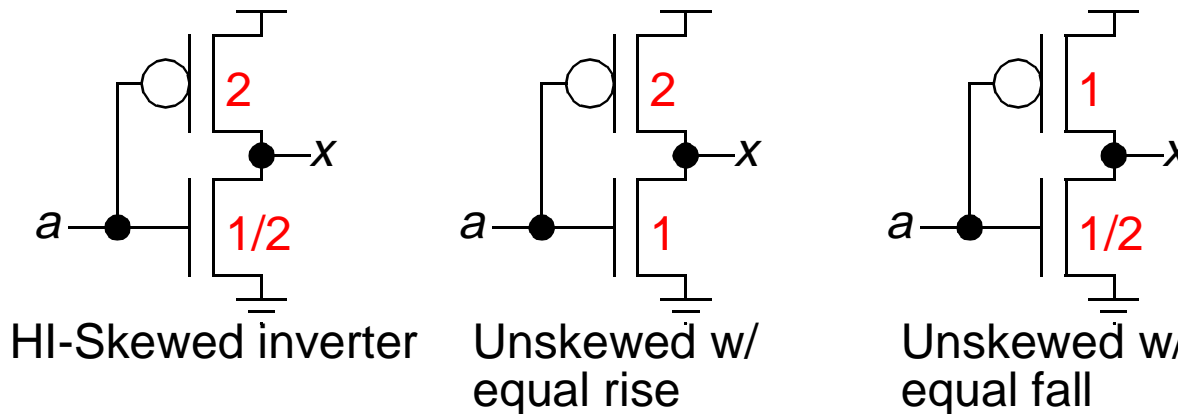 2 2 1
x x x
a 1/2 a 1 a 1/2
HI-Skewed inverter Unskewed w/ Unskewed w/
equal rise equal fall